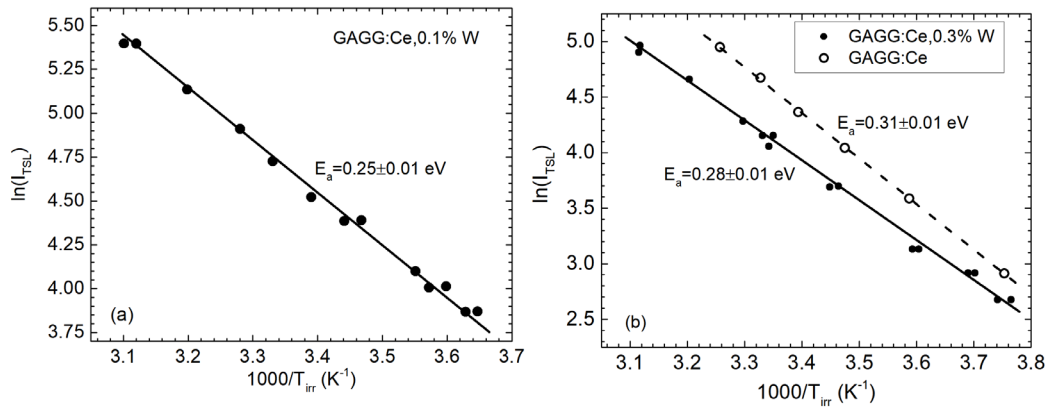 5.50
5.25
5.00
4.75
4.50
4.25
4.00
3.75
ln(I_TSL)
GAGG:Ce,0.1% W
E_a=0.25±0.01 eV
(a)
3.1 3.2 3.3 3.4 3.5 3.6 3.7
1000/T_irr (K^-1)
5.0
4.5
4.0
3.5
3.0
2.5
ln(I_TSL)
GAGG:Ce,0.3% W
GAGG:Ce
E_a=0.31±0.01 eV
E_a=0.28±0.01 eV
(b)
3.1 3.2 3.3 3.4 3.5 3.6 3.7 3.8
1000/T_irr (K^-1)